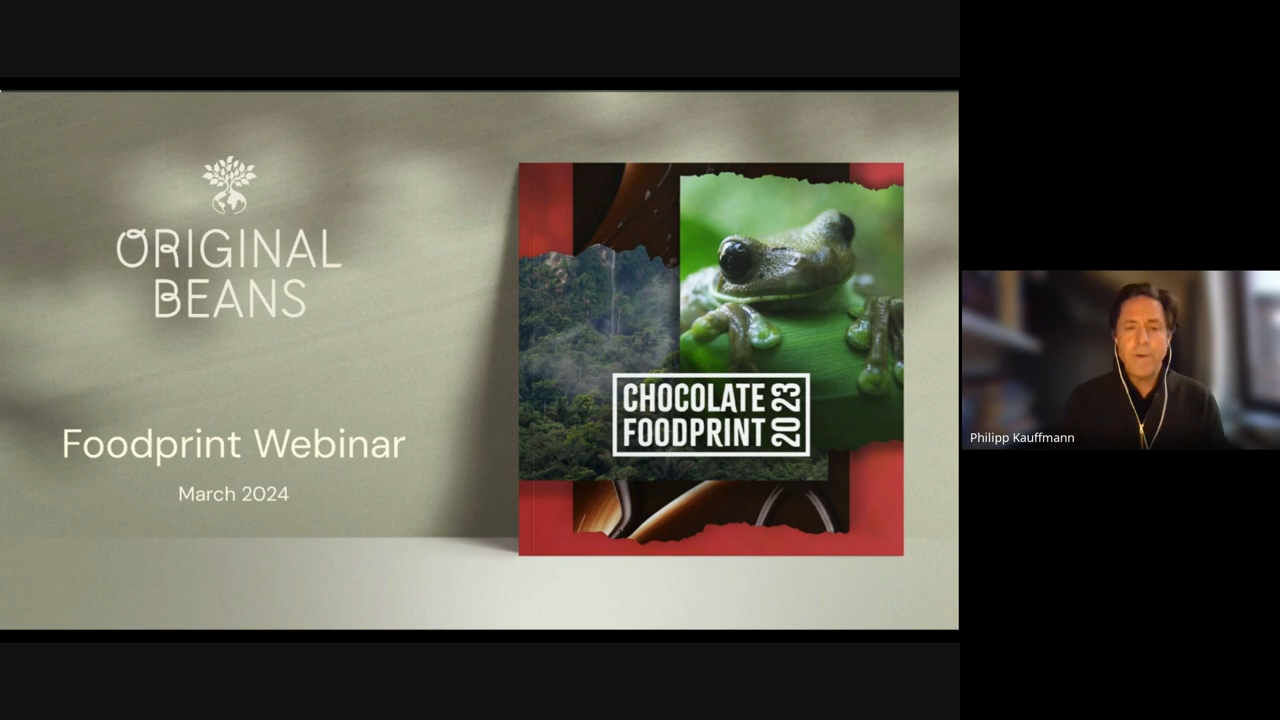 ORIGINAL
BEANS
Foodprint Webinar
March 2024
CHOCOLATE
FOODPRINT
2023
Philipp Kauffmann